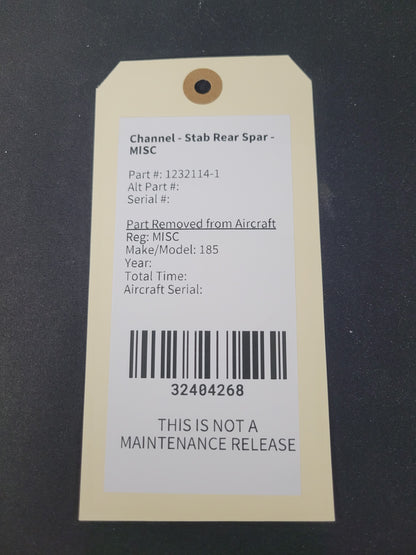 Channel - Stab Rear Spar -
MISC
Part #: 1232114-1
Alt Part #:
Serial #:
Part Removed from Aircraft
Reg: MISC
Make/Model: 185
Year:
Total Time:
Aircraft Serial:
32404268
THIS IS NOT A
MAINTENANCE RELEASE